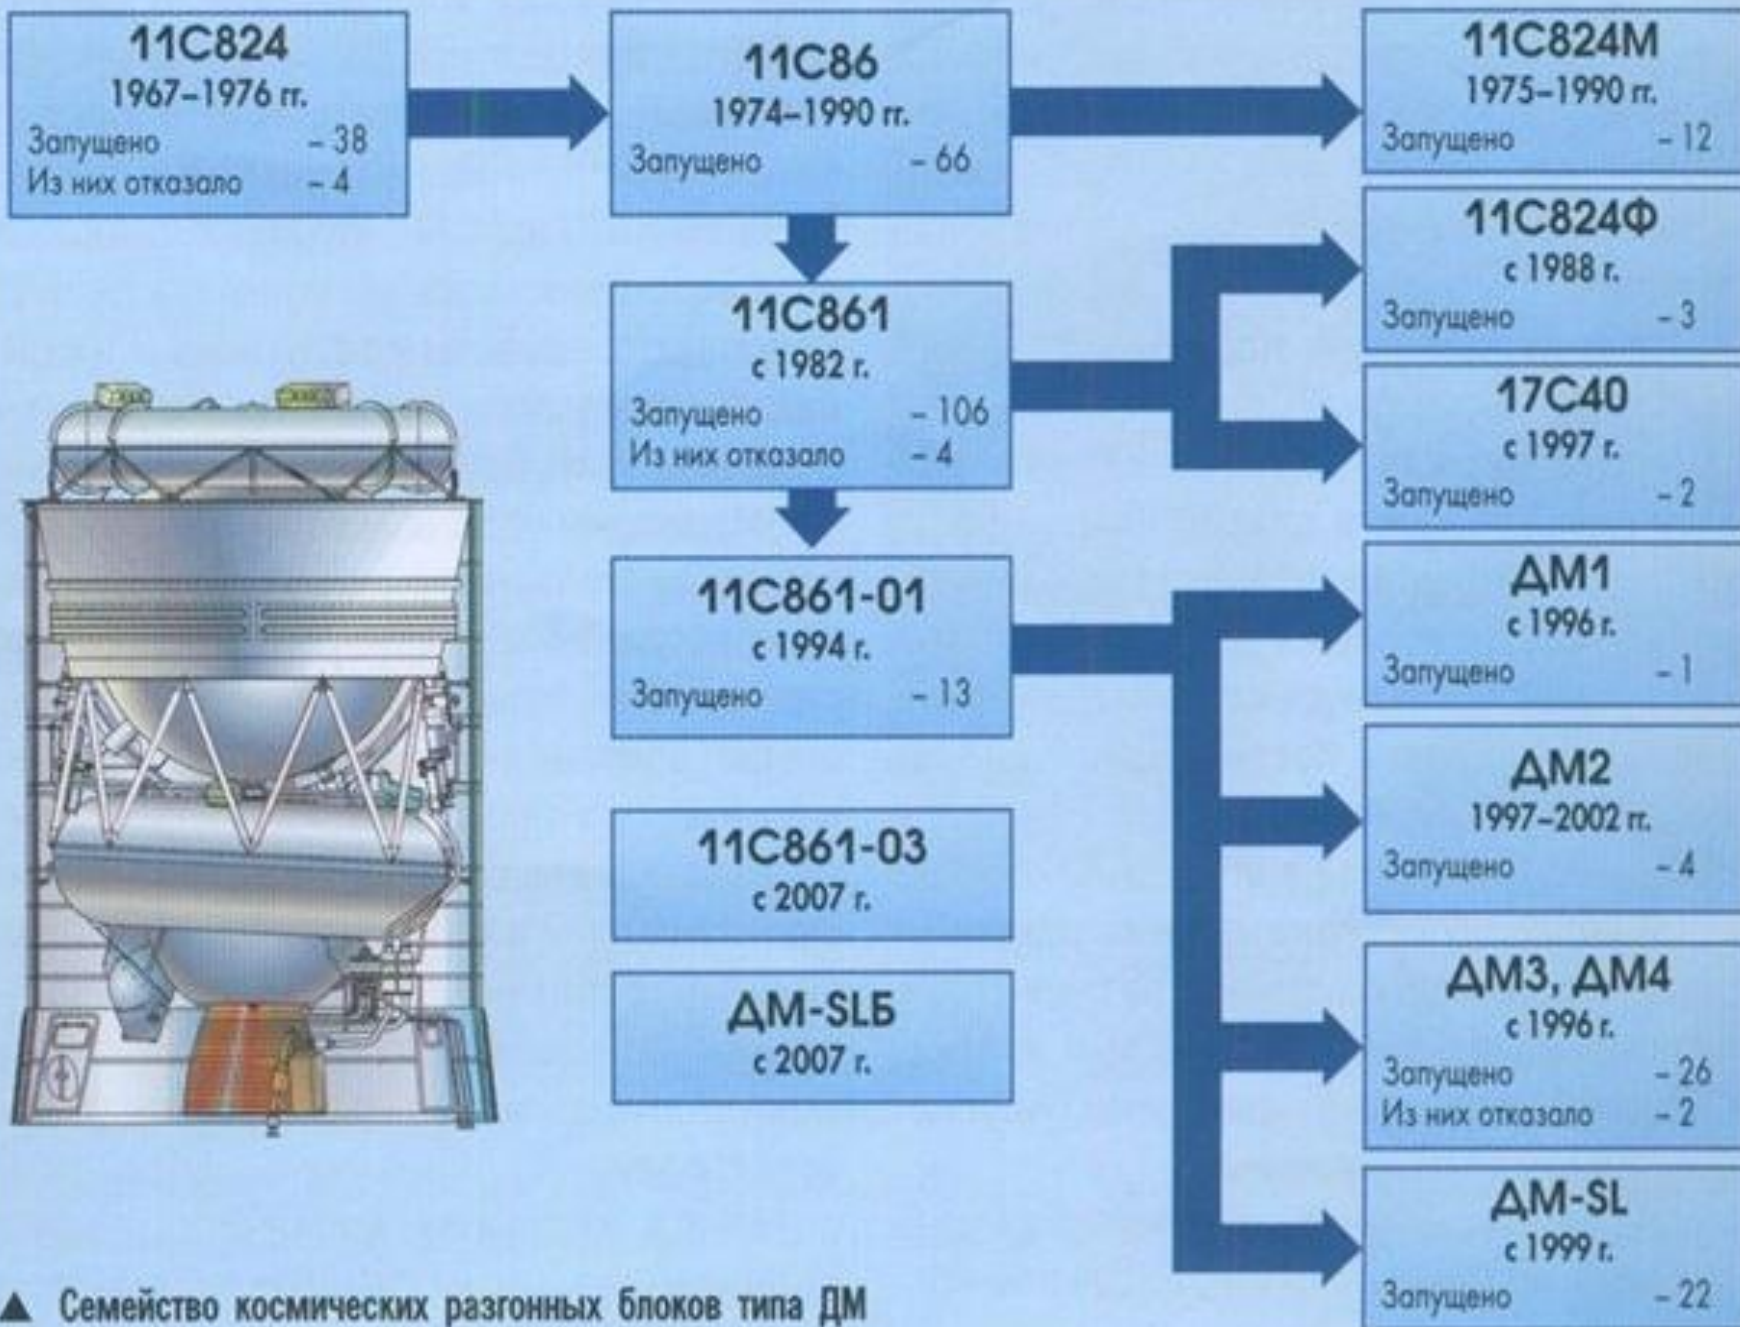 11С824
1967–1976 гг.
Запущено – 38
Из них отказало – 4
11С86
1974–1990 гг.
Запущено – 66
11С824М
1975–1990 гг.
Запущено – 12
11С824Ф
с 1988 г.
Запущено – 3
11С861
с 1982 г.
Запущено – 106
Из них отказало – 4
17С40
с 1997 г.
Запущено – 2
11С861-01
с 1994 г.
Запущено – 13
ДМ1
с 1996 г.
Запущено – 1
ДМ2
1997–2002 гг.
Запущено – 4
11С861-03
с 2007 г.
ДМ3, ДМ4
с 1996 г.
Запущено – 26
Из них отказало – 2
ДМ-SLБ
с 2007 г.
ДМ-SL
с 1999 г.
Запущено – 22
▲ Семейство космических разгонных блоков типа ДМ